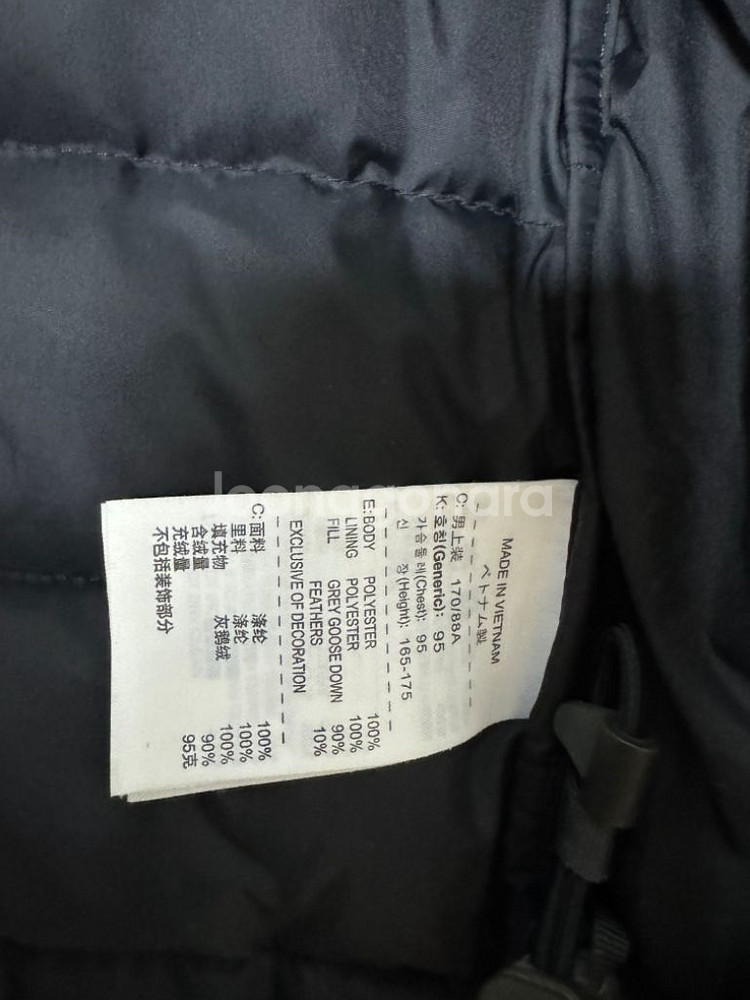 MADE IN VIETNAM
ベトナム製
C: 男上装 170/88A
K: 호칭(Generic): 95
가슴둘레(Chest): 95
신 장(Height): 165-175
E:BODY POLYESTER 100%
LINING POLYESTER 100%
FILL GREY GOOSE DOWN 90%
FEATHERS 10%
EXCLUSIVE OF DECORATION
C:面料 涤纶 100%
里料 涤纶 100%
填充物 灰鹅绒 100%
含绒量 90%
充绒量 95克
不包括装饰部分